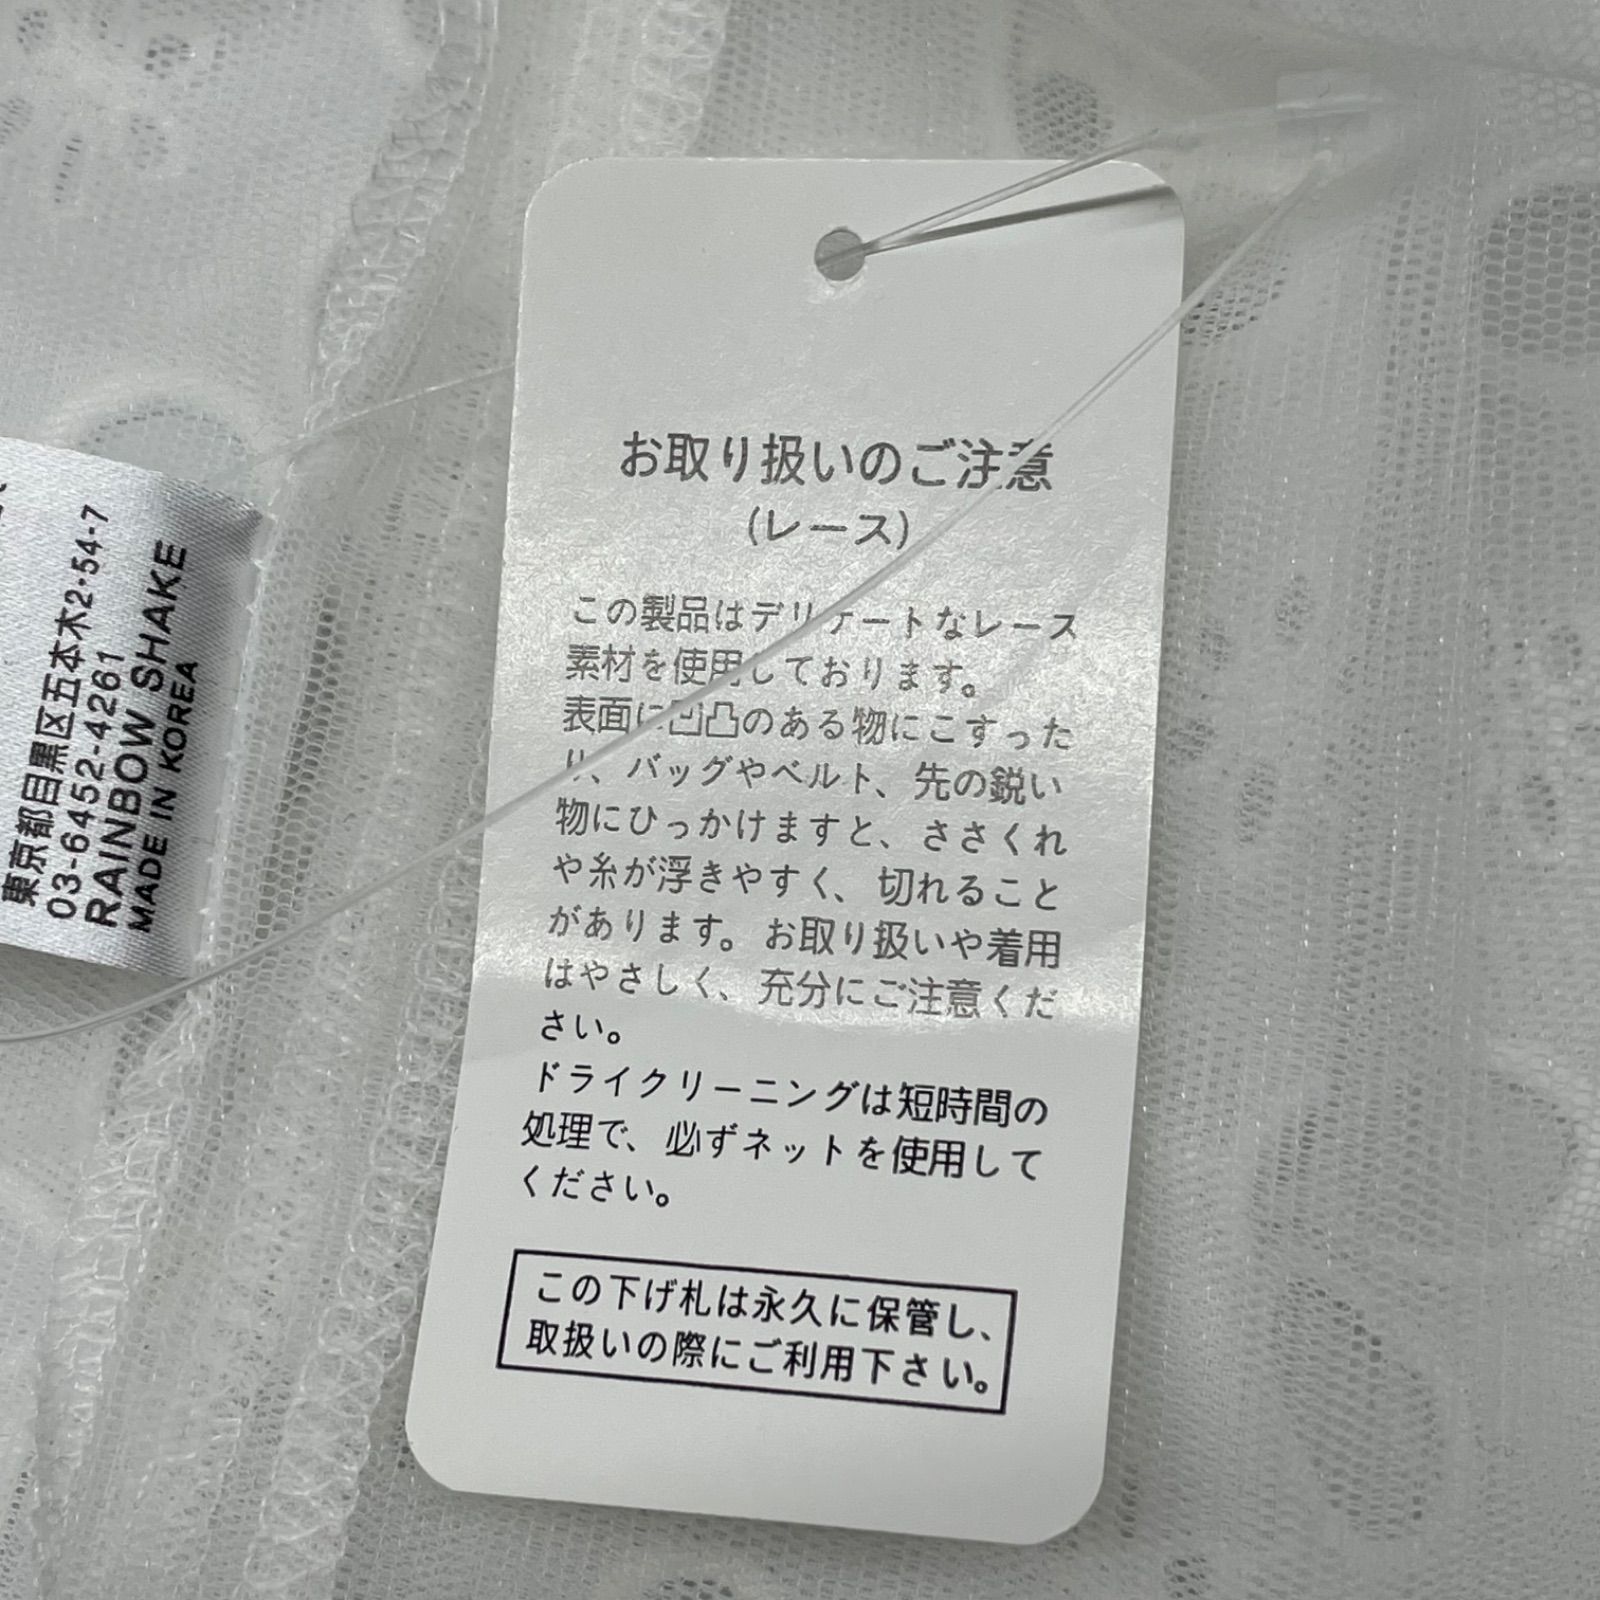 お取り扱いのご注意
(レース)
この製品はデリケートなレース
素材を使用しております。
表面に凹凸のある物にこすった
り、バッグやベルト、先の鋭い
物にひっかけますと、ささくれ
や糸が浮きやすく、切れること
があります。お取り扱いや着用
はやさしく、充分にご注意くだ
さい。
ドライクリーニングは短時間の
処理で、必ずネットを使用して
ください。
この下げ札は永久に保管し、
取扱いの際にご利用下さい。
東京都目黒区五本木2-54-7
03-6452-4261
RAINBOW SHAKE
MADE IN KOREA